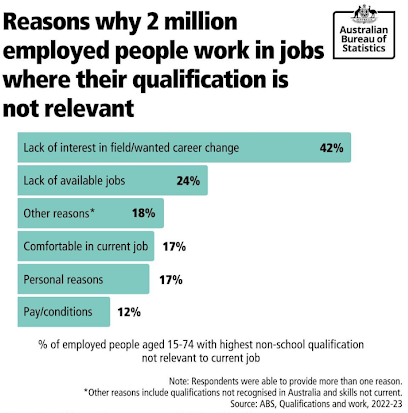 Reasons why 2 million
employed people work in jobs
where their qualification is
not relevant
Australian
Bureau of
Statistics
Lack of interest in field/wanted career change 42%
Lack of available jobs 24%
Other reasons* 18%
Comfortable in current job 17%
Personal reasons 17%
Pay/conditions 12%
% of employed people aged 15-74 with highest non-school qualification
not relevant to current job
Note: Respondents were able to provide more than one reason.
*Other reasons include qualifications not recognised in Australia and skills not current.
Source: ABS, Qualifications and work, 2022-23